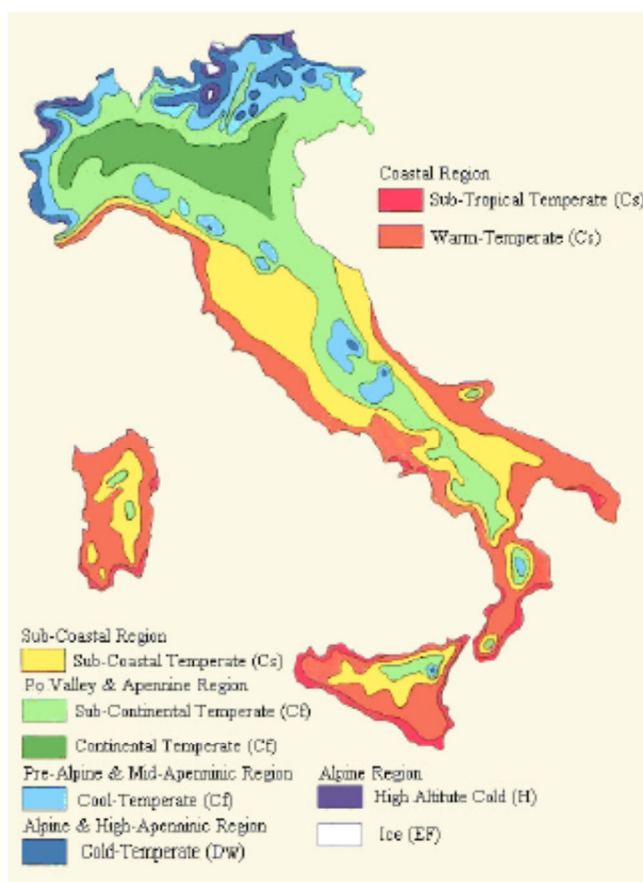 Coastal Region
Sub-Tropical Temperate (Cs)
Warm-Temperate (Cs)
Sub-Coastal Region
Sub-Coastal Temperate (Cs)
Po Valley & Apennine Region
Sub-Continental Temperate (Cf)
Continental Temperate (Cf)
Pre-Alpine & Mid-Apenninic Region
Cool-Temperate (Cf)
Alpine & High-Apenninic Region
Cold-Temperate (Dw)
Alpine Region
High Altitute Cold (H)
Ice (EF)